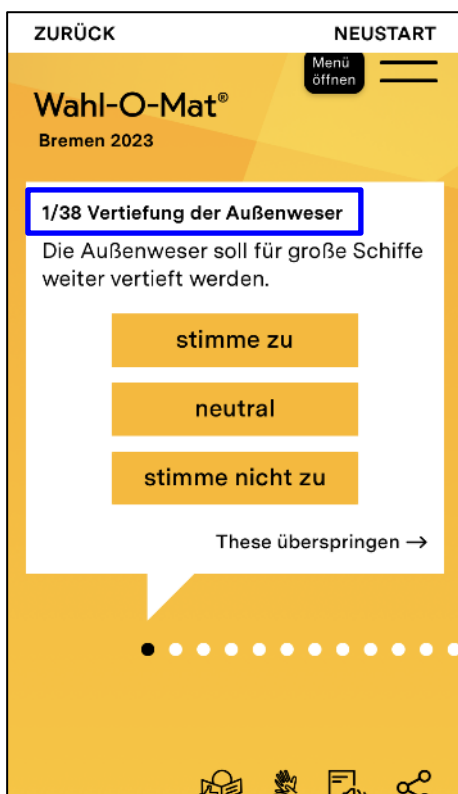 ZURÜCK NEUSTART
Menü
öffnen
Wahl-O-Mat®
Bremen 2023
1/38 Vertiefung der Außenweser
Die Außenweser soll für große Schiffe
weiter vertieft werden.
stimme zu
neutral
stimme nicht zu
These überspringen →